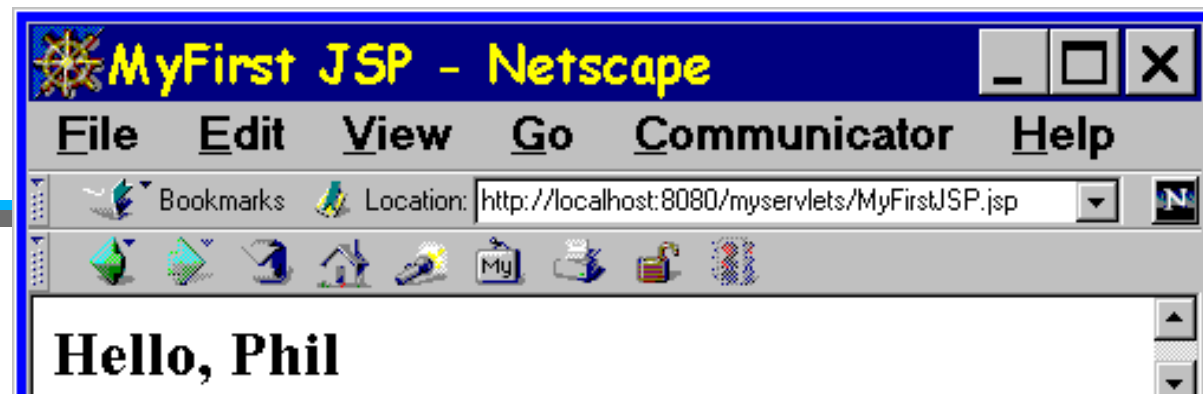 MyFirst JSP - Netscape
File Edit View Go Communicator Help
Bookmarks Location: http://localhost:8080/myservlets/MyFirstJSP.jsp N
My
Hello, Phil